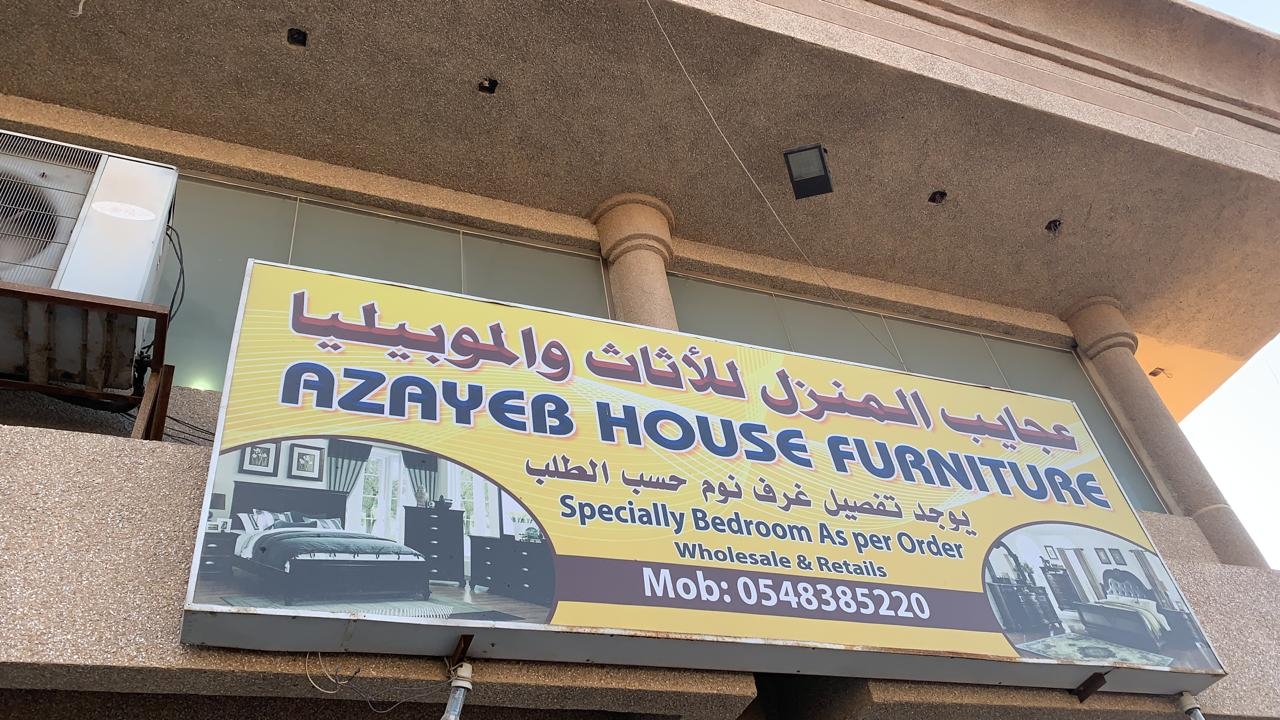 عجايب المنزل للأثاث والموبيليا
AZAYEB HOUSE FURNITURE
يوجد تفصيل غرف نوم حسب الطلب
Specially Bedroom As per Order
Wholesale & Retails
Mob: 0548385220